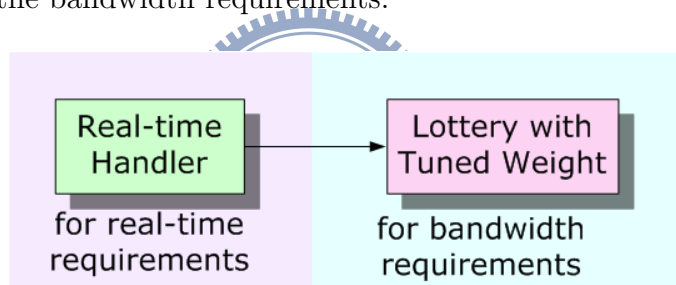 the bandwidth requirements.
Real-time
Handler
for real-time
requirements
Lottery with
Tuned Weight
for bandwidth
requirements